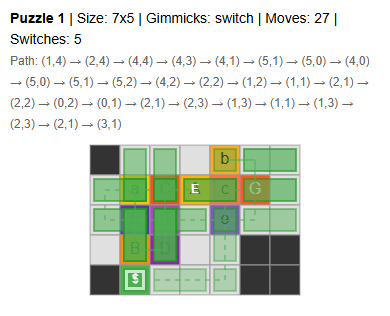 Puzzle 1 | Size: 7x5 | Gimmicks: switch | Moves: 27 |
Switches: 5
Path: (1,4) → (2,4) → (4,4) → (4,3) → (4,1) → (5,1) → (5,0) → (4,0)
→ (5,0) → (5,1) → (5,2) → (4,2) → (2,2) → (1,2) → (1,1) → (2,1) →
(2,2) → (0,2) → (0,1) → (2,1) → (2,3) → (1,3) → (1,1) → (1,3) →
(2,3) → (2,1) → (3,1)
b
a E c G
e
B D
S